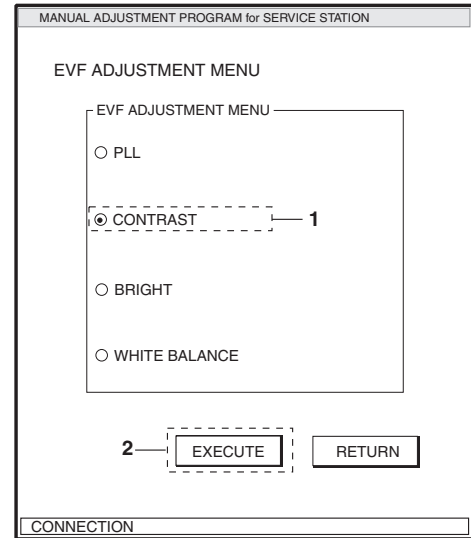 MANUAL ADJUSTMENT PROGRAM for SERVICE STATION
EVF ADJUSTMENT MENU
EVF ADJUSTMENT MENU
PLL
CONTRAST
1
BRIGHT
WHITE BALANCE
2
EXECUTE
RETURN
CONNECTION